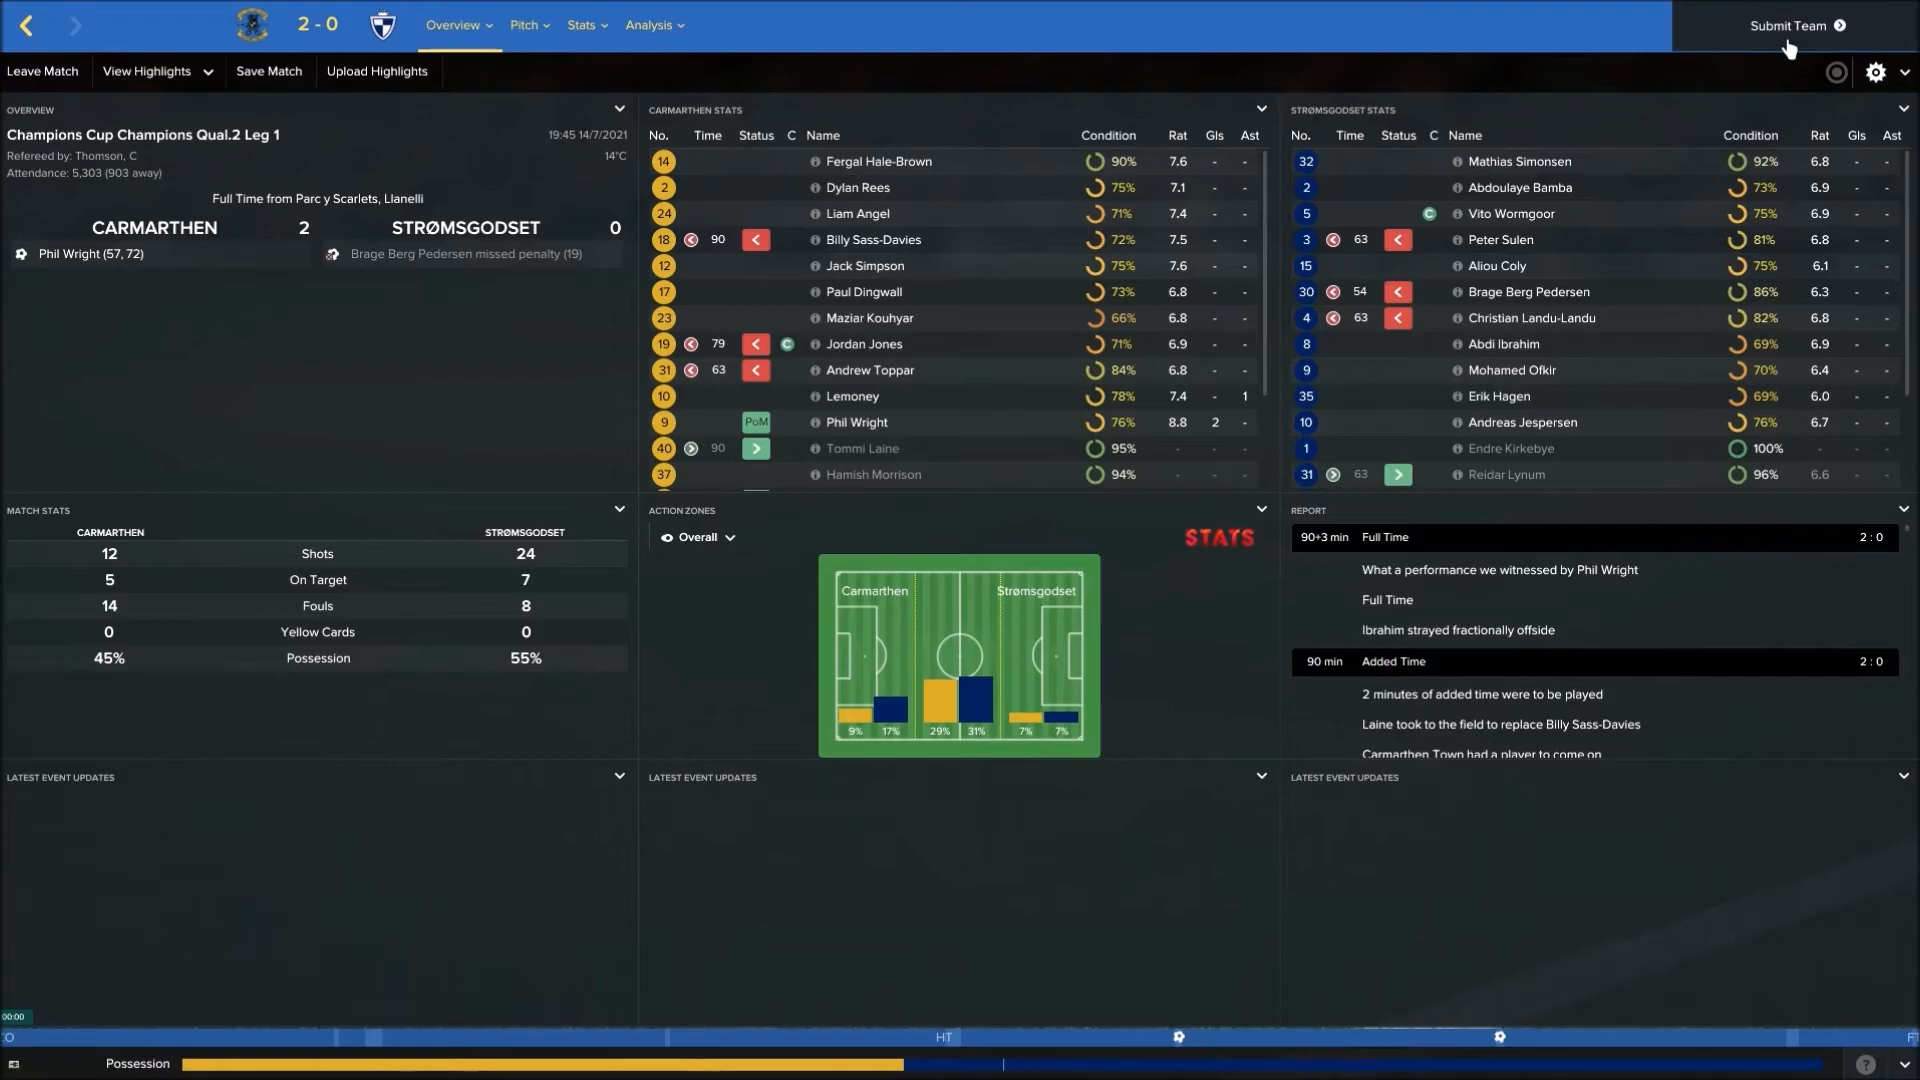 2 - 0
Overview
Pitch
Stats
Analysis
Submit Team
Leave Match
View Highlights
Save Match
Upload Highlights
OVERVIEW
Champions Cup Champions Qual.2 Leg 1
19:45 14/7/2021
Refereed by: Thomson, C
14°C
Attendance: 5,303 (903 away)
Full Time from Parc y Scarlets, Llanelli
CARMARTHEN 2 STRØMSGODSET 0
Phil Wright (57, 72)
Brage Berg Pedersen missed penalty (19)
CARMARTHEN STATS
No. Time Status C Name Condition Rat Gls Ast
14 Fergal Hale-Brown 90% 7.6 - -
2 Dylan Rees 75% 7.1 - -
24 Liam Angel 71% 7.4 - -
18 90 Billy Sass-Davies 72% 7.5 - -
12 Jack Simpson 75% 7.6 - -
17 Paul Dingwall 73% 6.8 - -
23 Maziar Kouhyar 66% 6.8 - -
19 79 C Jordan Jones 71% 6.9 - -
31 63 Andrew Toppar 84% 6.8 - -
10 Lemoney 78% 7.4 - 1
9 PoM Phil Wright 76% 8.8 2 -
40 90 Tommi Laine 95% - - -
37 Hamish Morrison 94% - - -
STRØMSGODSET STATS
No. Time Status C Name Condition Rat Gls Ast
32 Mathias Simonsen 92% 6.8 - -
2 Abdoulaye Bamba 73% 6.9 - -
5 C Vito Wormgoor 75% 6.9 - -
3 63 Peter Sulen 81% 6.8 - -
15 Aliou Coly 75% 6.1 - -
30 54 Brage Berg Pedersen 86% 6.3 - -
4 63 Christian Landu-Landu 82% 6.8 - -
8 Abdi Ibrahim 69% 6.9 - -
9 Mohamed Ofkir 70% 6.4 - -
35 Erik Hagen 69% 6.0 - -
10 Andreas Jespersen 76% 6.7 - -
1 Endre Kirkebye 100% - - -
31 63 Reidar Lynum 96% 6.6 - -
MATCH STATS
CARMARTHEN STRØMSGODSET
12 Shots 24
5 On Target 7
14 Fouls 8
0 Yellow Cards 0
45% Possession 55%
ACTION ZONES
Overall
STATS
Carmarthen Strømsgodset
9% 17% 29% 31% 7% 7%
REPORT
90+3 min Full Time 2 : 0
What a performance we witnessed by Phil Wright
Full Time
Ibrahim strayed fractionally offside
90 min Added Time 2 : 0
2 minutes of added time were to be played
Laine took to the field to replace Billy Sass-Davies
Carmarthen Town had a player to come on
LATEST EVENT UPDATES
LATEST EVENT UPDATES
LATEST EVENT UPDATES
00:00
HT
Possession
?